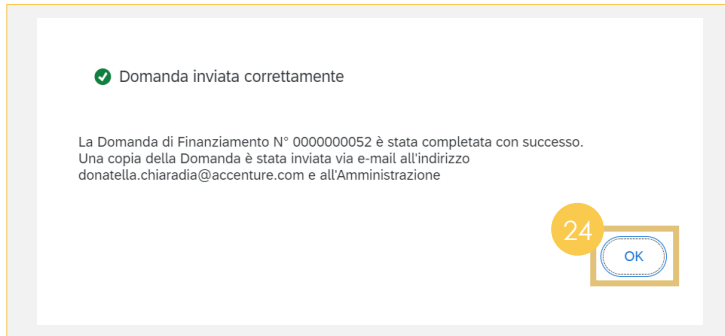 Domanda inviata correttamente
La Domanda di Finanziamento N° 0000000052 è stata completata con successo.
Una copia della Domanda è stata inviata via e-mail all'indirizzo
donatella.chiaradia@accenture.com e all'Amministrazione
24
OK